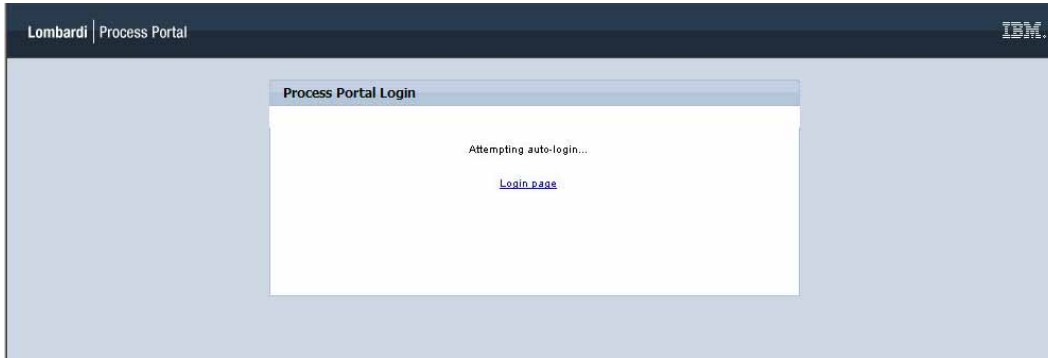 Lombardi | Process Portal
IBM.
Process Portal Login
Attempting auto-login...
Login page